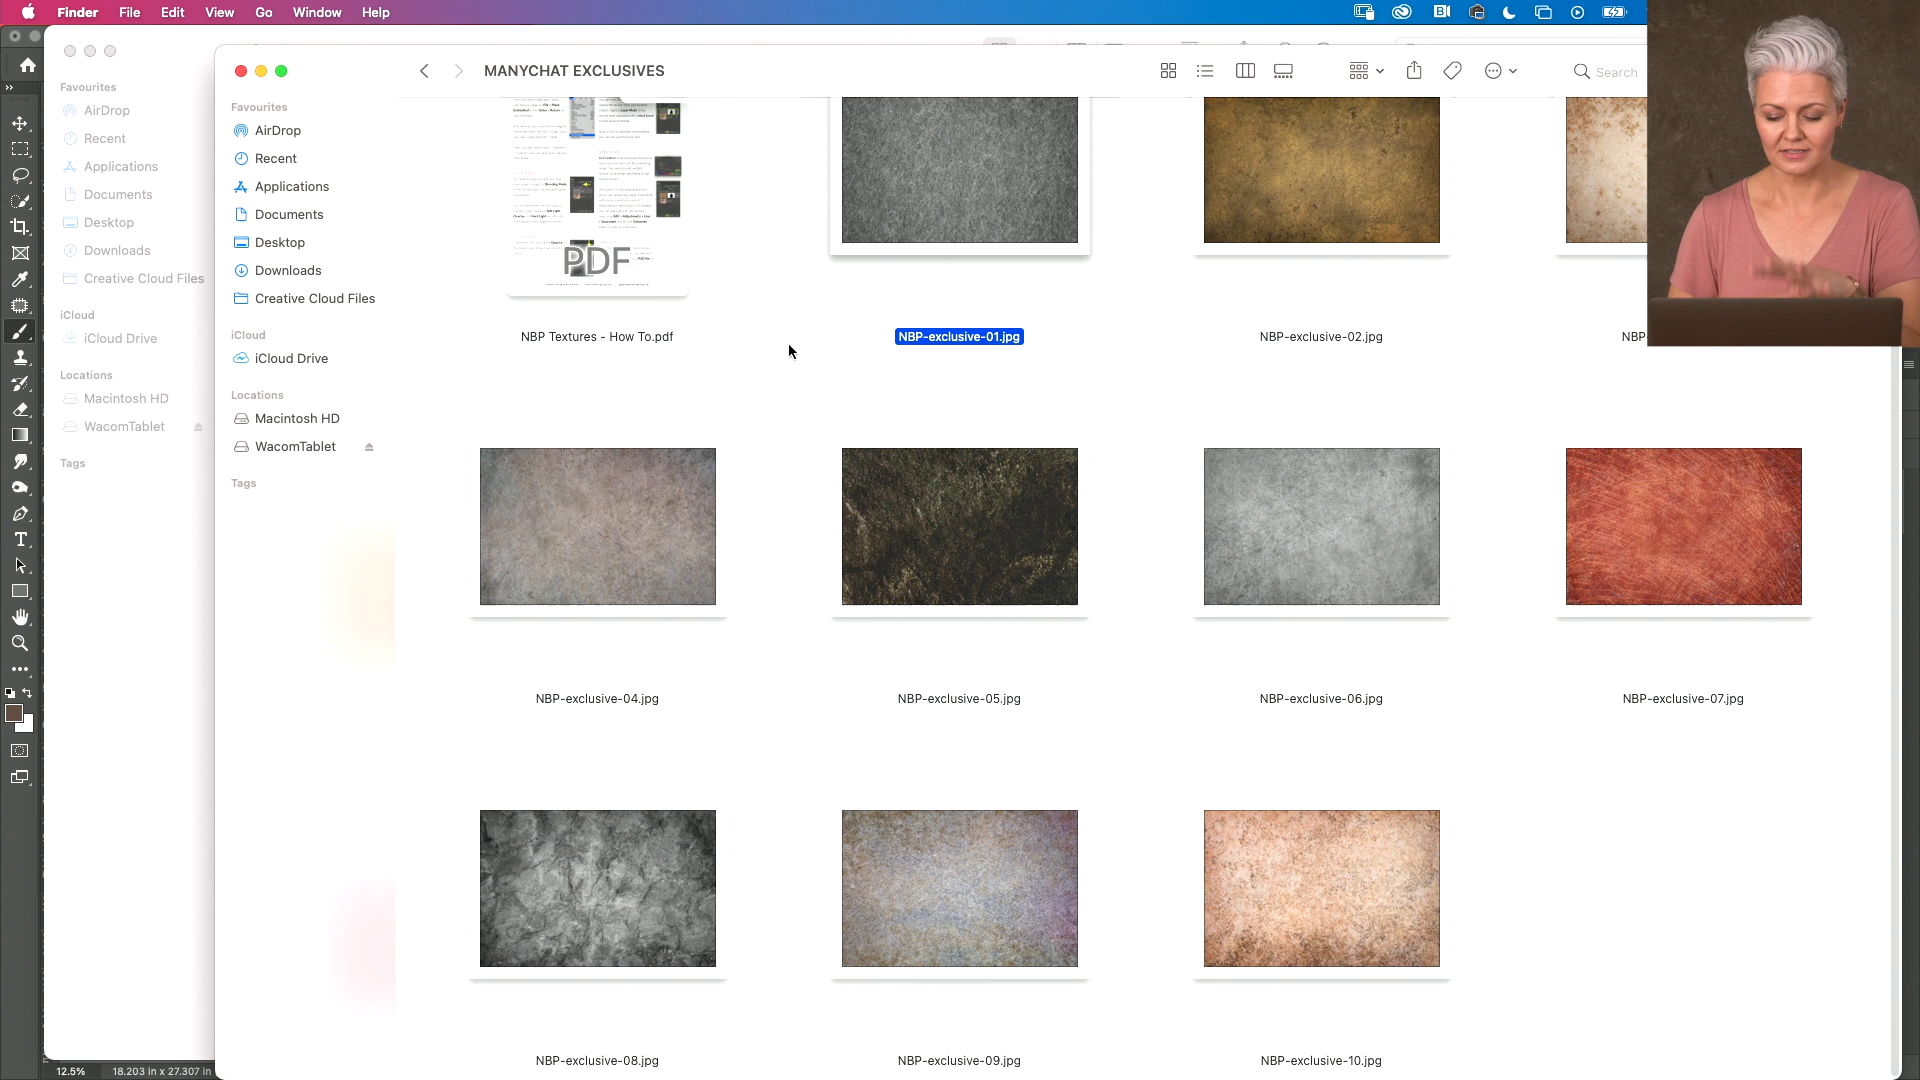 Finder File Edit View Go Window Help
MANYCHAT EXCLUSIVES
Search
Favourites
AirDrop
Recent
Applications
Documents
Desktop
Downloads
Creative Cloud Files
iCloud
iCloud Drive
Locations
Macintosh HD
WacomTablet
Tags
Favourites
AirDrop
Recent
Applications
Documents
Desktop
Downloads
Creative Cloud Files
iCloud
iCloud Drive
Locations
Macintosh HD
WacomTablet
Tags
PDF
NBP Textures - How To.pdf
NBP-exclusive-01.jpg
NBP-exclusive-02.jpg
NBP-
NBP-exclusive-04.jpg
NBP-exclusive-05.jpg
NBP-exclusive-06.jpg
NBP-exclusive-07.jpg
NBP-exclusive-08.jpg
NBP-exclusive-09.jpg
NBP-exclusive-10.jpg
12.5% 18.203 in x 27.307 in